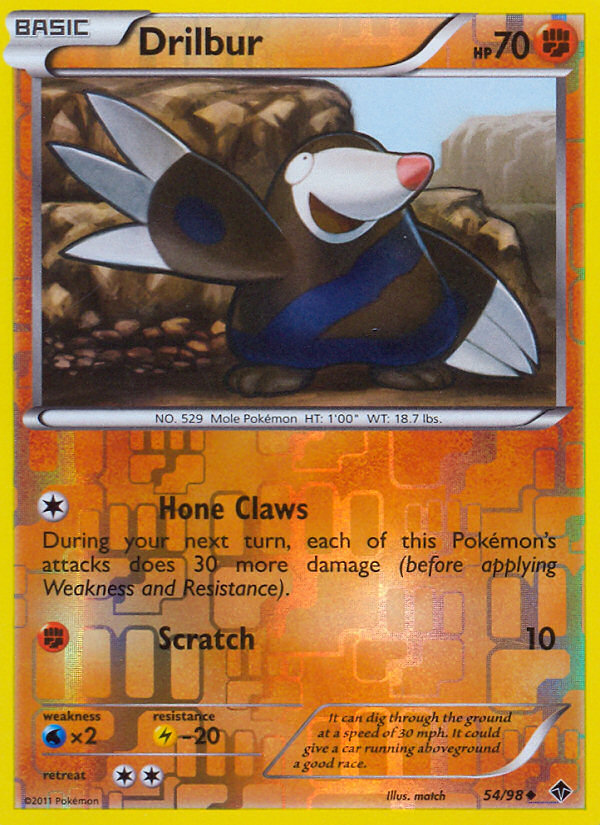 BASIC
Drilbur
HP70
NO. 529 Mole Pokémon HT: 1'00" WT: 18.7 lbs.
Hone Claws
During your next turn, each of this Pokémon's
attacks does 30 more damage (before applying
Weakness and Resistance).
Scratch 10
weakness resistance
×2 -20
retreat
It can dig through the ground
at a speed of 30 mph. It could
give a car running aboveground
a good race.
©2011 Pokémon
Illus. match 54/98